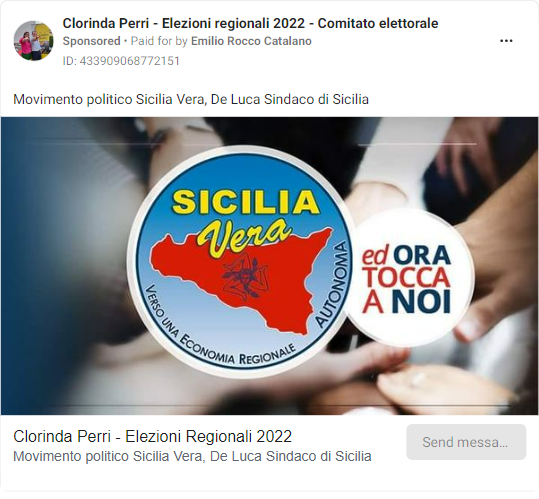 Clorinda Perri - Elezioni regionali 2022 - Comitato elettorale
Sponsored • Paid for by Emilio Rocco Catalano
ID: 433909068772151
Movimento politico Sicilia Vera, De Luca Sindaco di Sicilia
SICILIA
Vera
VERSO UNA ECONOMIA REGIONALE AUTONOMA
ed ORA
TOCCA
A NOI
Clorinda Perri - Elezioni Regionali 2022
Movimento politico Sicilia Vera, De Luca Sindaco di Sicilia
Send messa...